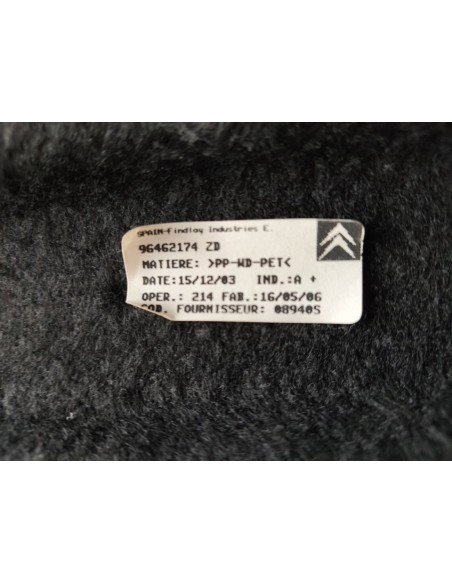 SPAIN-Findlay Industries E.
96462174 ZD
MATIERE: >PP-WD-PET<
DATE:15/12/03 IND.:A +
OPER.: 214 FAB.:16/05/06
COD. FOURNISSEUR: 08940S